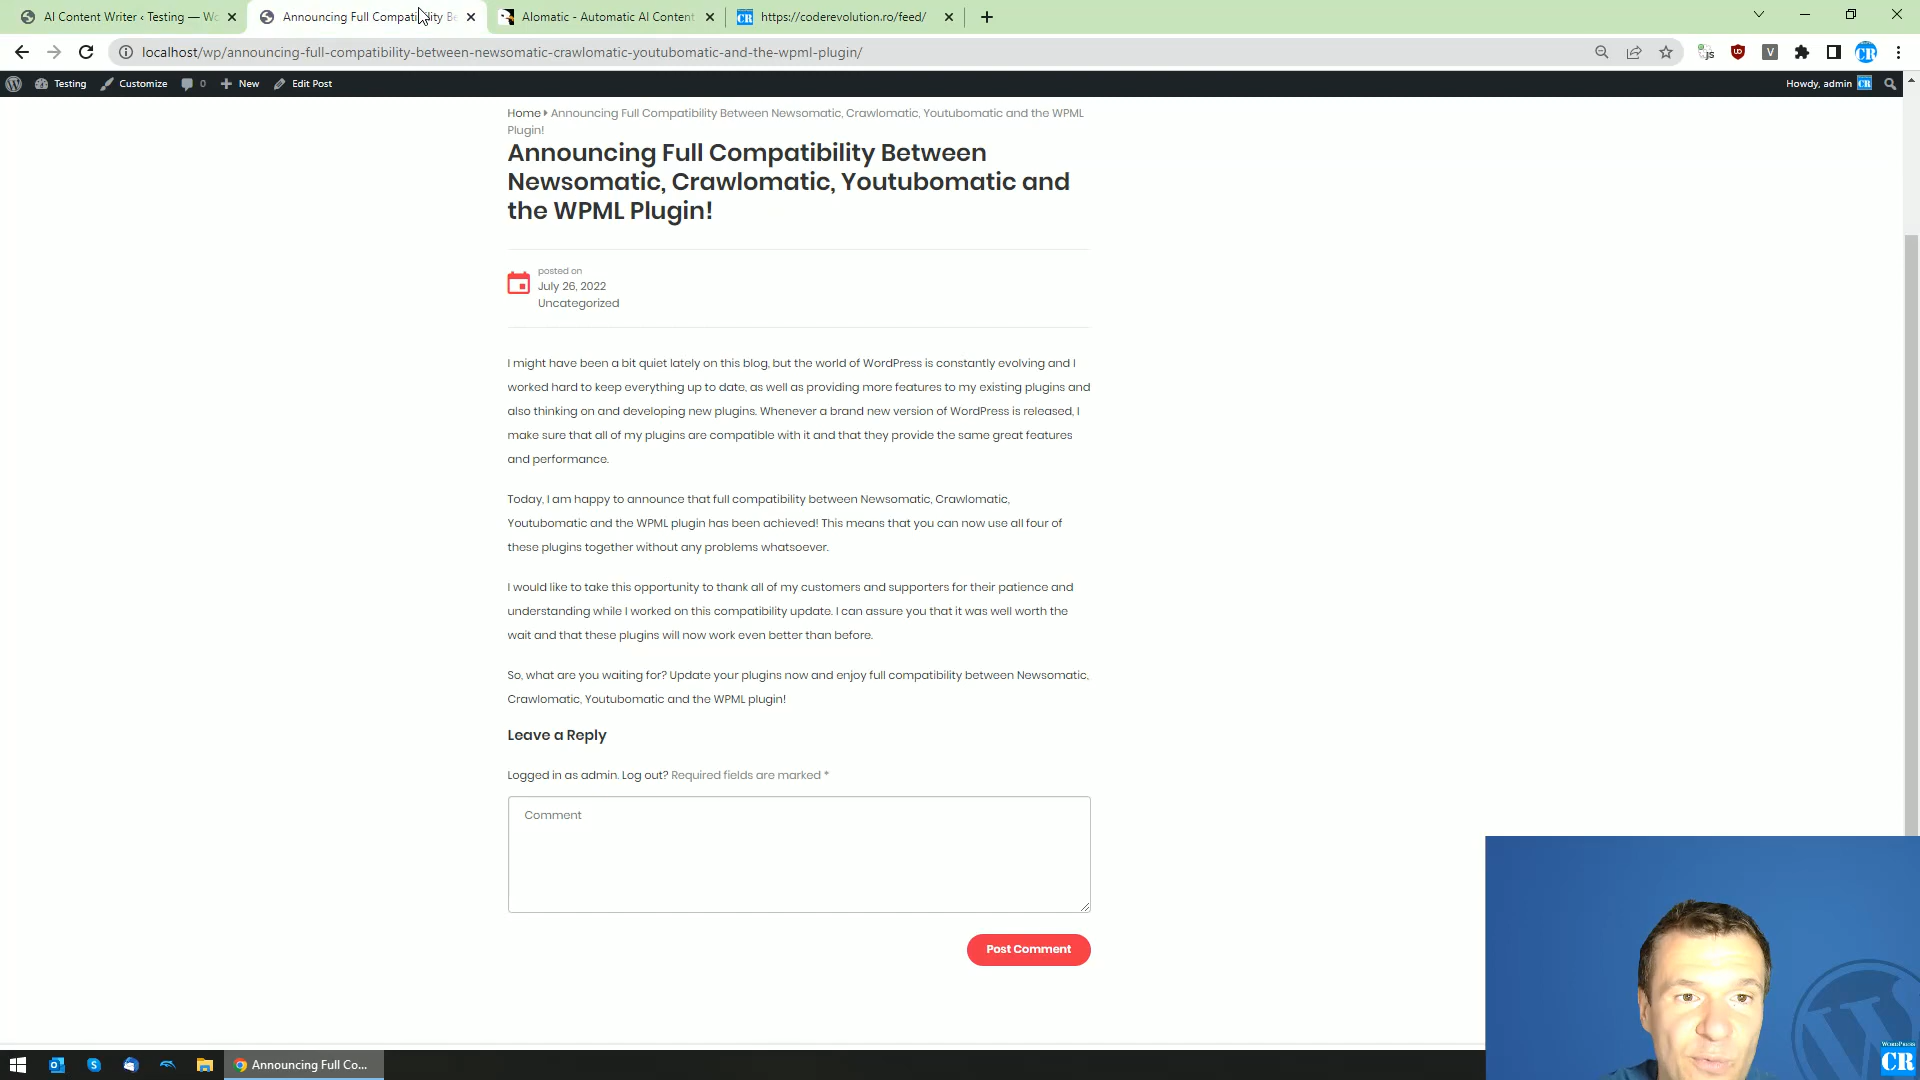 AI Content Writer ‹ Testing — Wo
Announcing Full Compatibility Be
AIomatic - Automatic AI Content
CR
https://coderevolution.ro/feed/
localhost/wp/announcing-full-compatibility-between-newsomatic-crawlomatic-youtubomatic-and-the-wpml-plugin/
Testing
Customize
0
New
Edit Post
Howdy, admin
CR
Home
Announcing Full Compatibility Between Newsomatic, Crawlomatic, Youtubomatic and the WPML
Plugin!
Announcing Full Compatibility Between
Newsomatic, Crawlomatic, Youtubomatic and
the WPML Plugin!
posted on
July 26, 2022
Uncategorized
I might have been a bit quiet lately on this blog, but the world of WordPress is constantly evolving and I
worked hard to keep everything up to date, as well as providing more features to my existing plugins and
also thinking on and developing new plugins. Whenever a brand new version of WordPress is released, I
make sure that all of my plugins are compatible with it and that they provide the same great features
and performance.
Today, I am happy to announce that full compatibility between Newsomatic, Crawlomatic,
Youtubomatic and the WPML plugin has been achieved! This means that you can now use all four of
these plugins together without any problems whatsoever.
I would like to take this opportunity to thank all of my customers and supporters for their patience and
understanding while I worked on this compatibility update. I can assure you that it was well worth the
wait and that these plugins will now work even better than before.
So, what are you waiting for? Update your plugins now and enjoy full compatibility between Newsomatic,
Crawlomatic, Youtubomatic and the WPML plugin!
Leave a Reply
Logged in as admin. Log out? Required fields are marked *
Comment
Post Comment
Announcing Full Co...
WordPress
CR